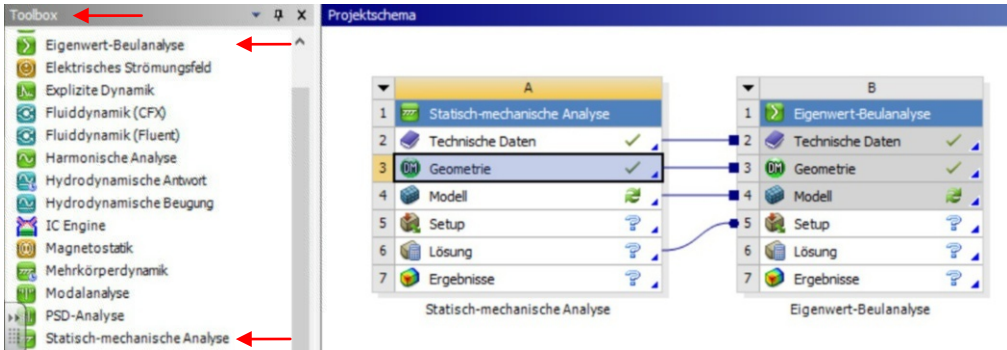 Toolbox
Eigenwert-Beulanalyse
Elektrisches Strömungsfeld
Explizite Dynamik
Fluiddynamik (CFX)
Fluiddynamik (Fluent)
Harmonische Analyse
Hydrodynamische Antwort
Hydrodynamische Beugung
IC Engine
Magnetostatik
Mehrkörperdynamik
Modalanalyse
PSD-Analyse
Statisch-mechanische Analyse
Projektschema
A
1 Statisch-mechanische Analyse
2 Technische Daten
3 DM Geometrie
4 Modell
5 Setup
6 Lösung
7 Ergebnisse
Statisch-mechanische Analyse
B
1 Eigenwert-Beulanalyse
2 Technische Daten
3 DM Geometrie
4 Modell
5 Setup
6 Lösung
7 Ergebnisse
Eigenwert-Beulanalyse